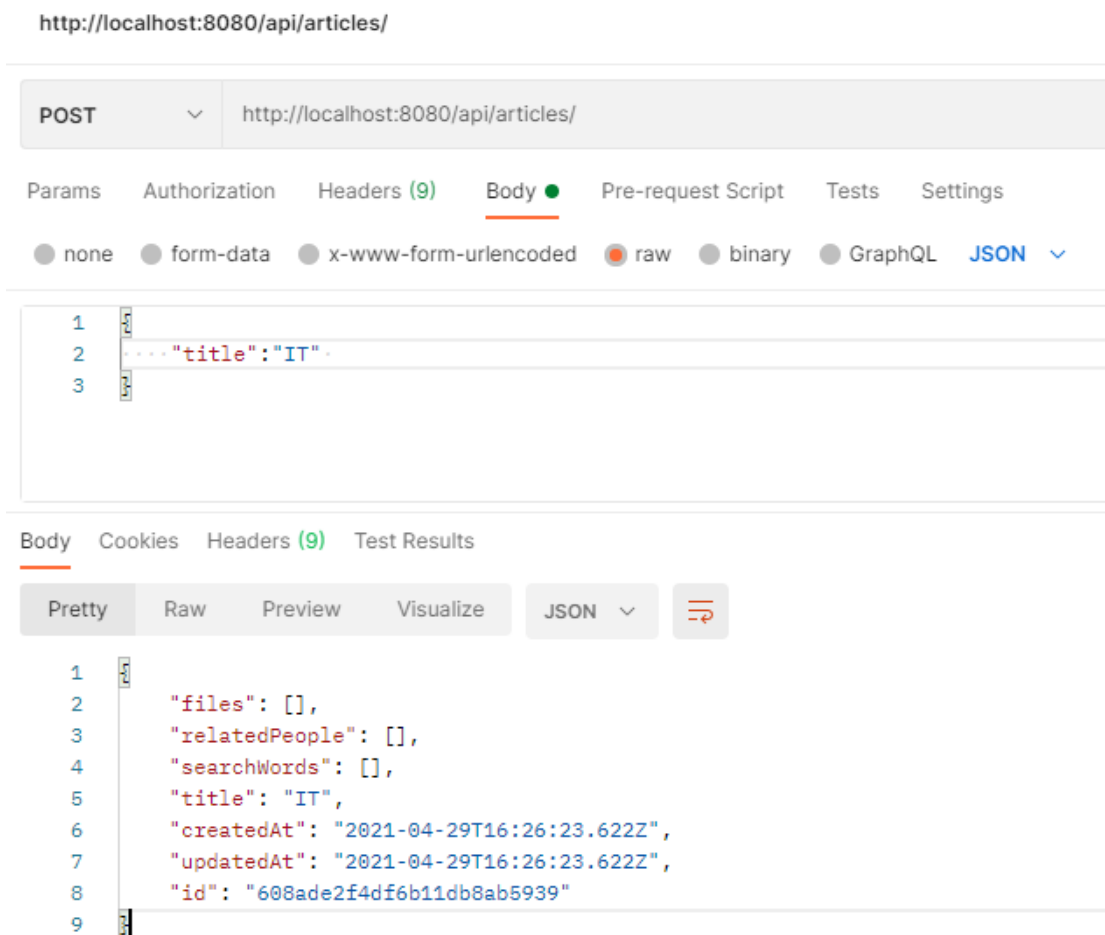 http://localhost:8080/api/articles/
POST http://localhost:8080/api/articles/
Params Authorization Headers (9) Body Pre-request Script Tests Settings
none form-data x-www-form-urlencoded raw binary GraphQL JSON
1 {
2 "title":"IT"
3 }
Body Cookies Headers (9) Test Results
Pretty Raw Preview Visualize JSON
1 {
2 "files": [],
3 "relatedPeople": [],
4 "searchWords": [],
5 "title": "IT",
6 "createdAt": "2021-04-29T16:26:23.622Z",
7 "updatedAt": "2021-04-29T16:26:23.622Z",
8 "id": "608ade2f4df6b11db8ab5939"
9 }